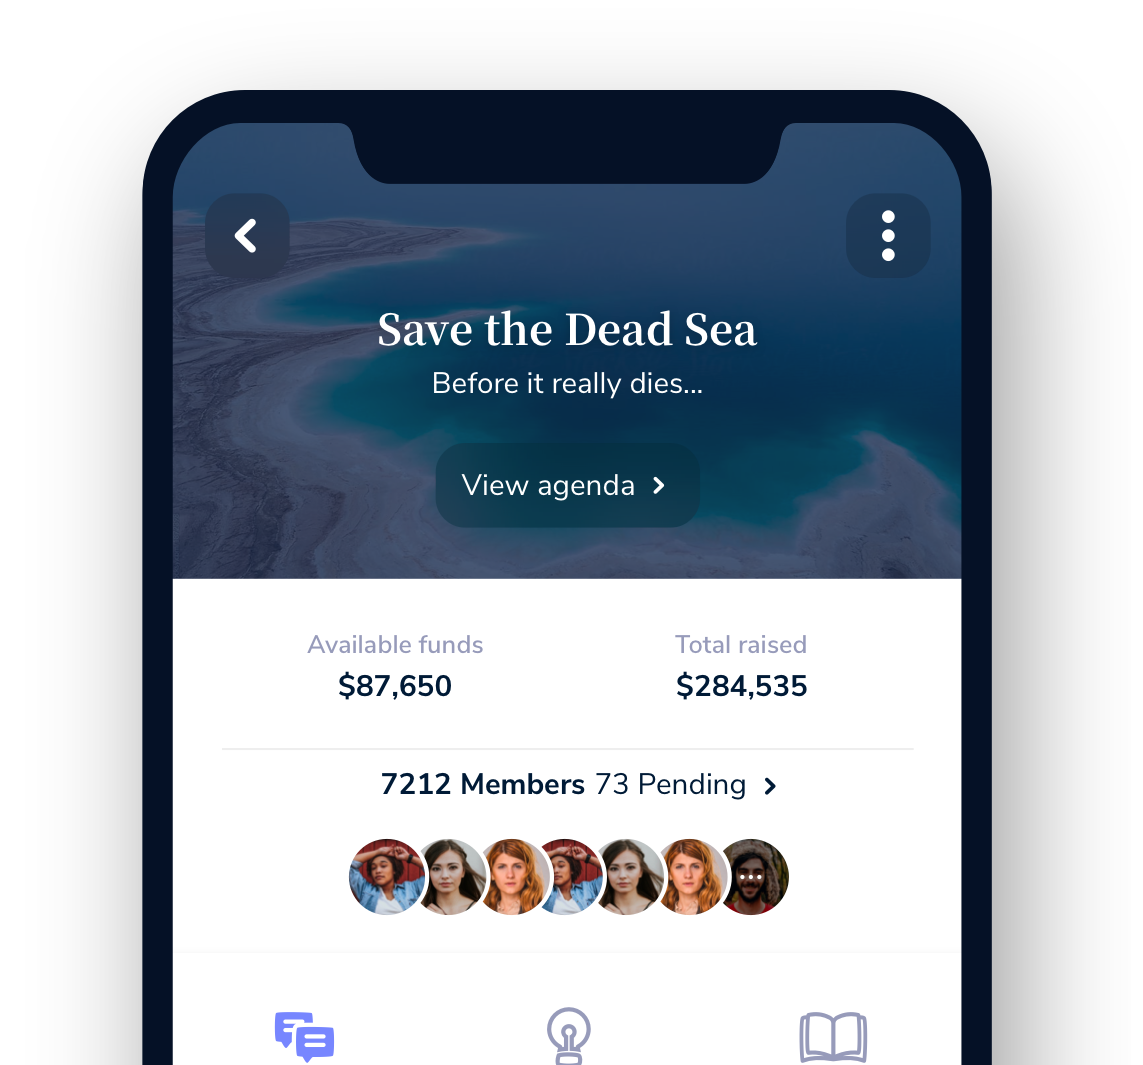 Save the Dead Sea
Before it really dies...
View agenda
Available funds
Total raised
$87,650
$284,535
7212 Members 73 Pending